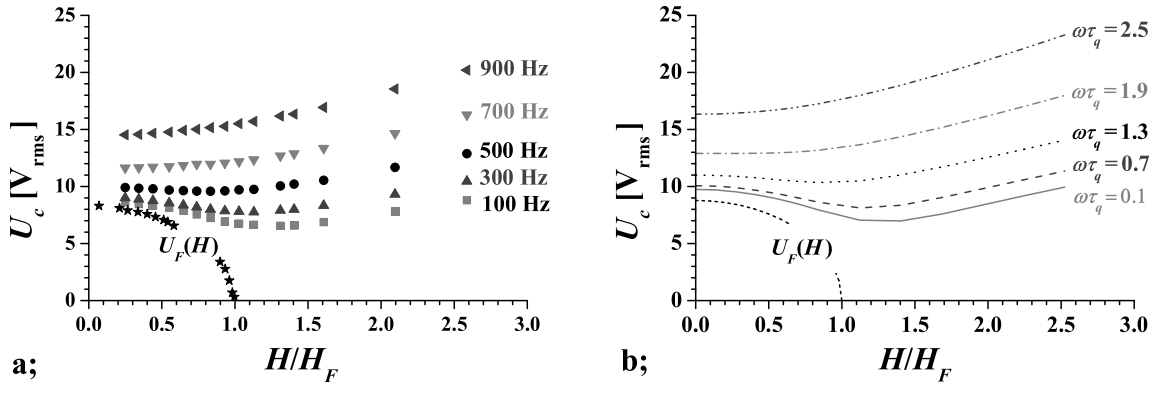 25
20
15
10
5
0
U_c [V_rms]
900 Hz
700 Hz
500 Hz
300 Hz
100 Hz
U_F(H)
0.0 0.5 1.0 1.5 2.0 2.5 3.0
H/H_F
a;
25
20
15
10
5
0
U_c [V_rms]
ωτ_q = 2.5
ωτ_q = 1.9
ωτ_q = 1.3
ωτ_q = 0.7
ωτ_q = 0.1
U_F(H)
0.0 0.5 1.0 1.5 2.0 2.5 3.0
H/H_F
b;